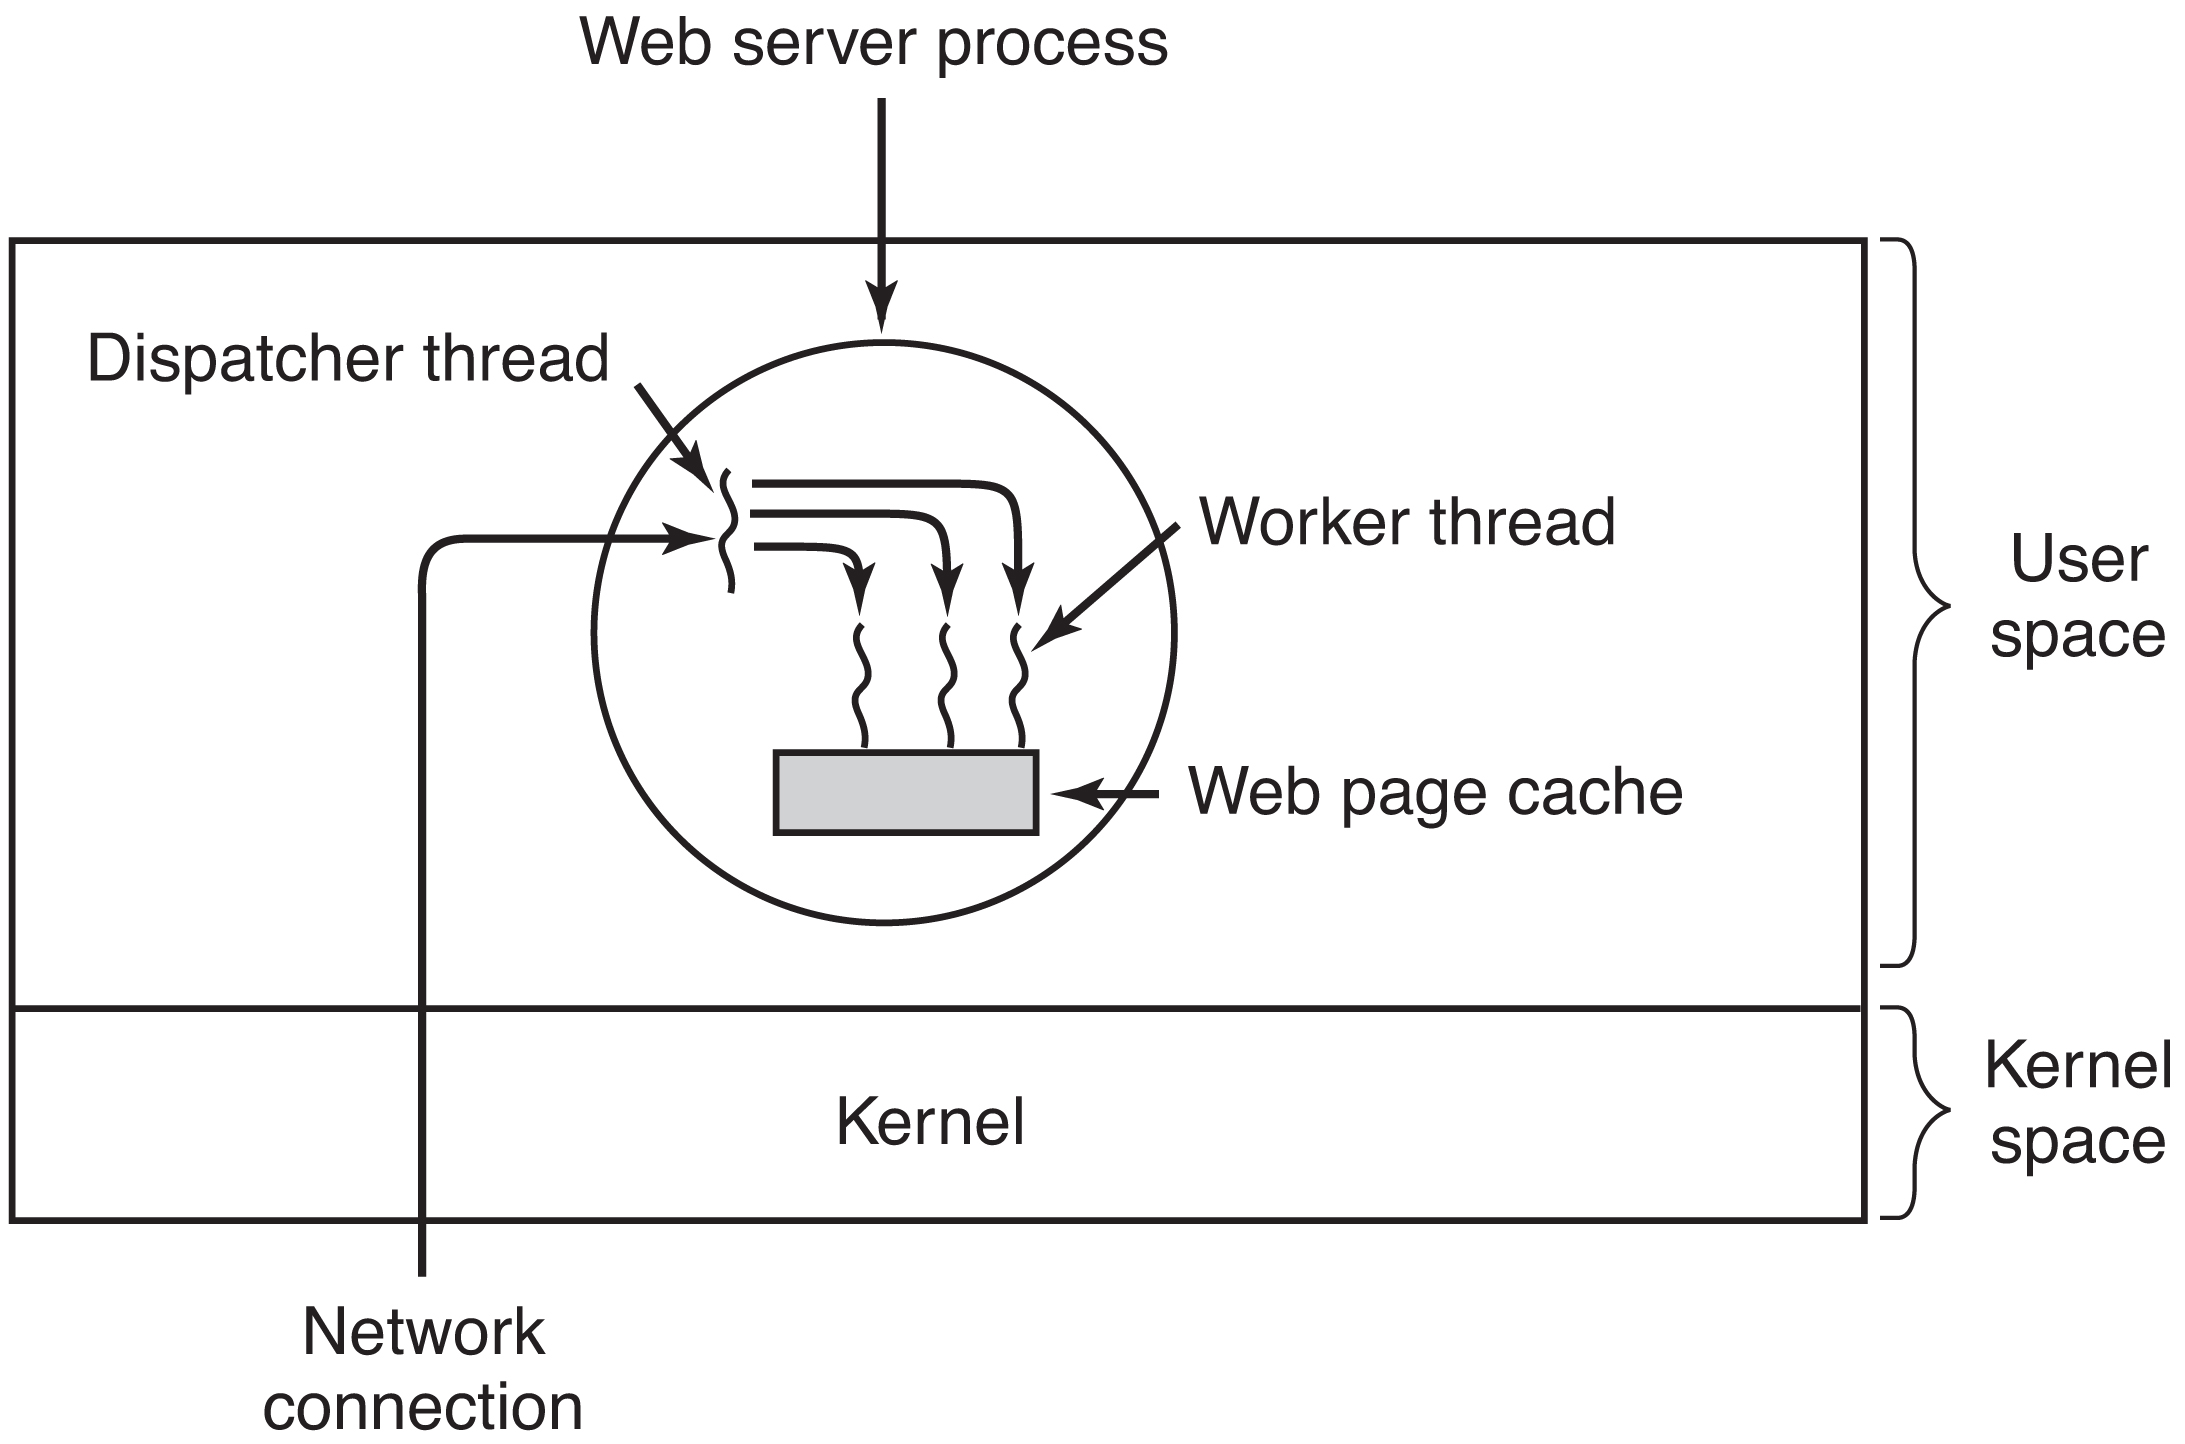 Web server process
Dispatcher thread
Worker thread
User
space
Web page cache
Kernel
space
Kernel
Network
connection